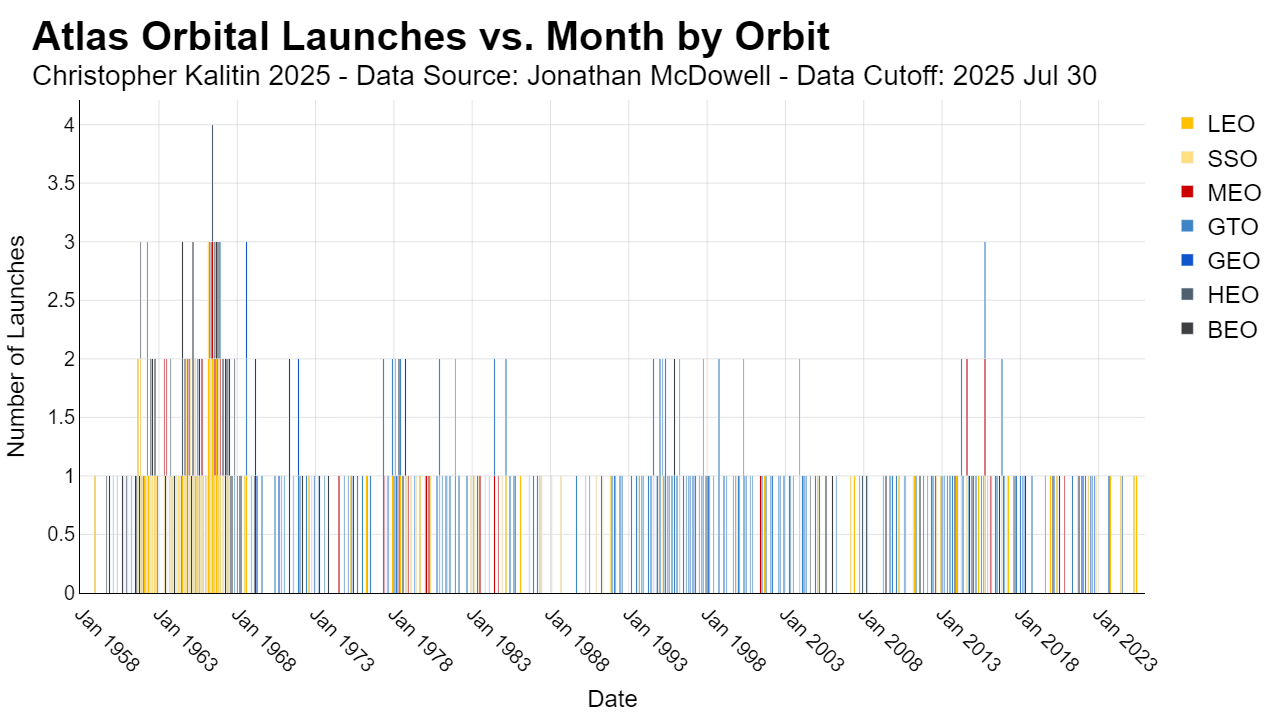 Atlas Orbital Launches vs. Month by Orbit
Christopher Kalitin 2025 - Data Source: Jonathan McDowell - Data Cutoff: 2025 Jul 30
Number of Launches
4
3.5
3
2.5
2
1.5
1
0.5
0
Jan 1958
Jan 1963
Jan 1968
Jan 1973
Jan 1978
Jan 1983
Jan 1988
Jan 1993
Jan 1998
Jan 2003
Jan 2008
Jan 2013
Jan 2018
Jan 2023
Date
LEO
SSO
MEO
GTO
GEO
HEO
BEO